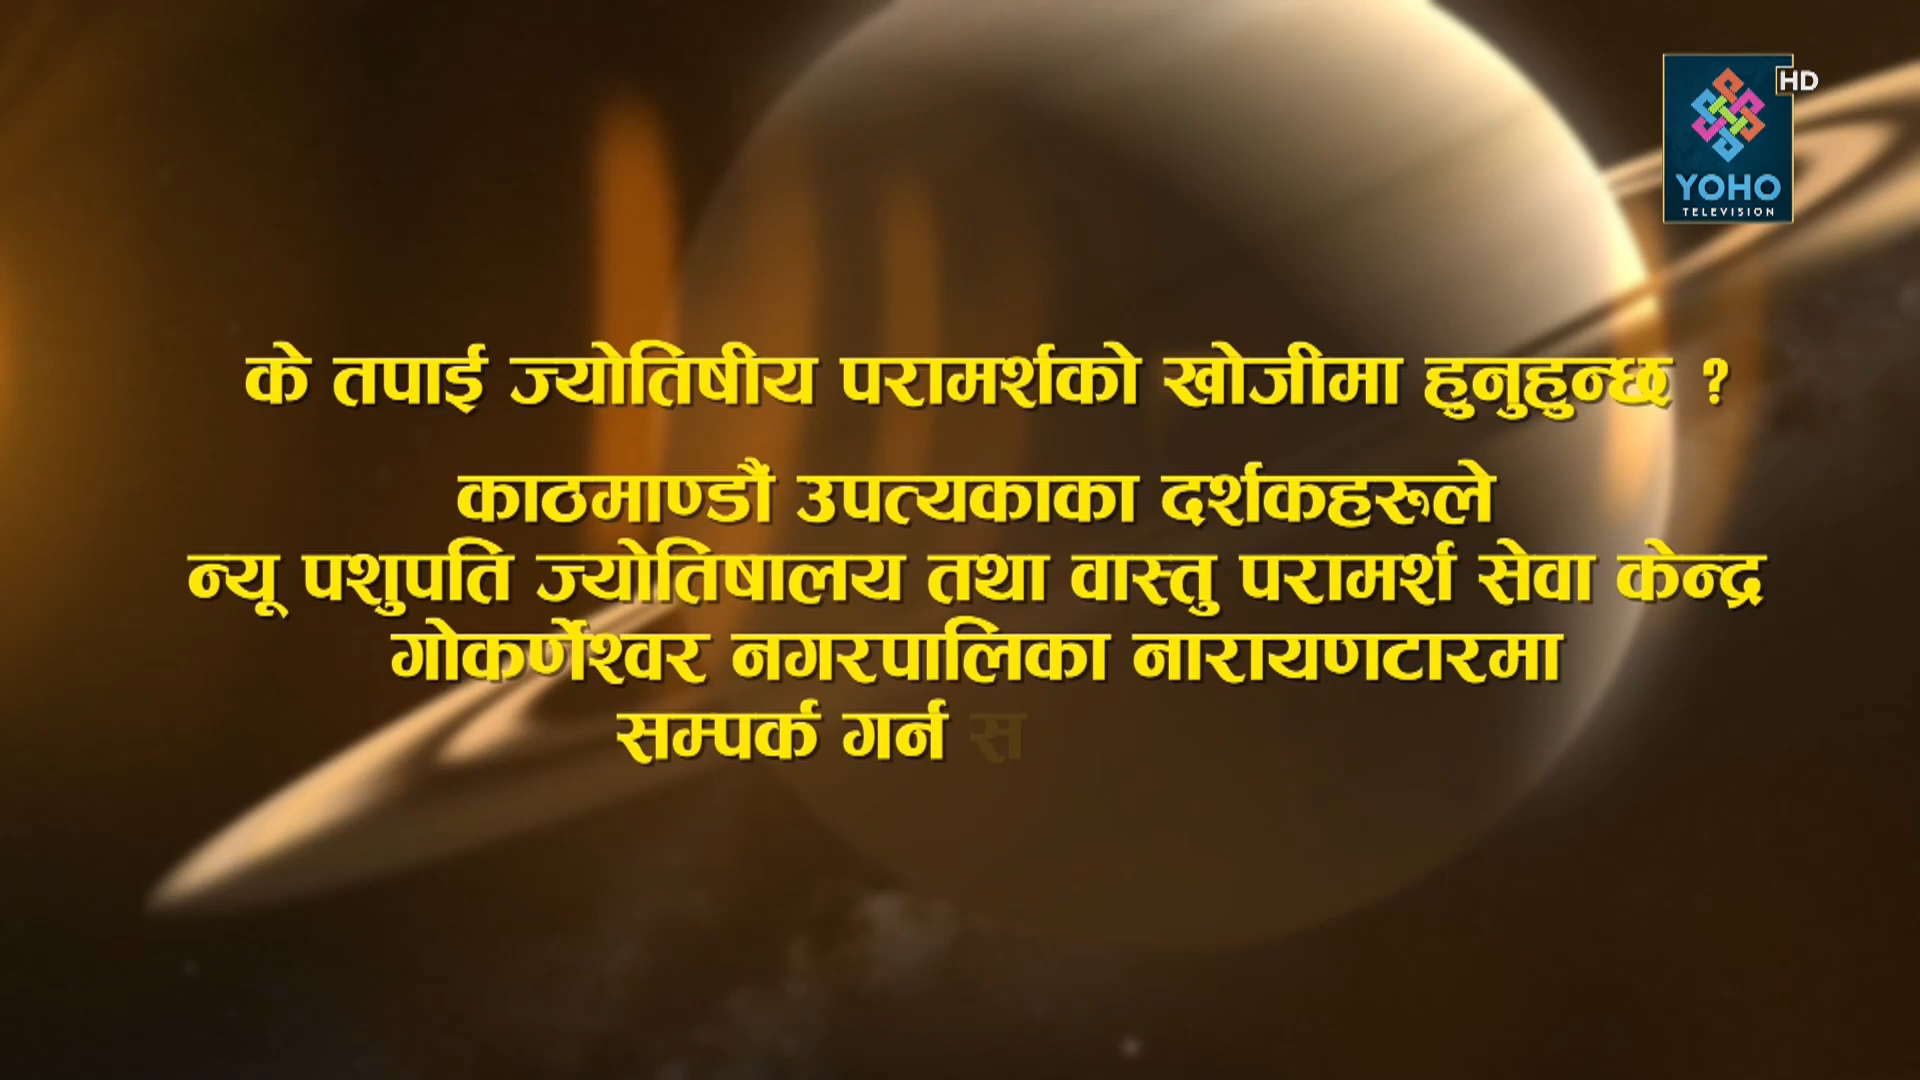 HD
YOHO
TELEVISION
के तपाई ज्योतिषीय परामर्शको खोजीमा हुनुहुन्छ ?
काठमाण्डौं उपत्यकाका दर्शकहरुले
न्यू पशुपति ज्योतिषालय तथा वास्तु परामर्श सेवा केन्द्र
गोकर्णेश्वर नगरपालिका नारायणटारमा
सम्पर्क गर्न स